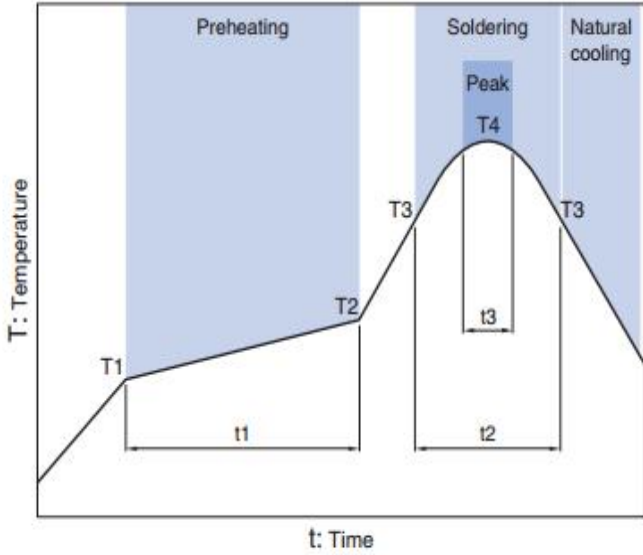 Preheating
Soldering
Natural
cooling
Peak
T4
T3
T3
T2
T1
t3
t1
t2
T: Temperature
t: Time